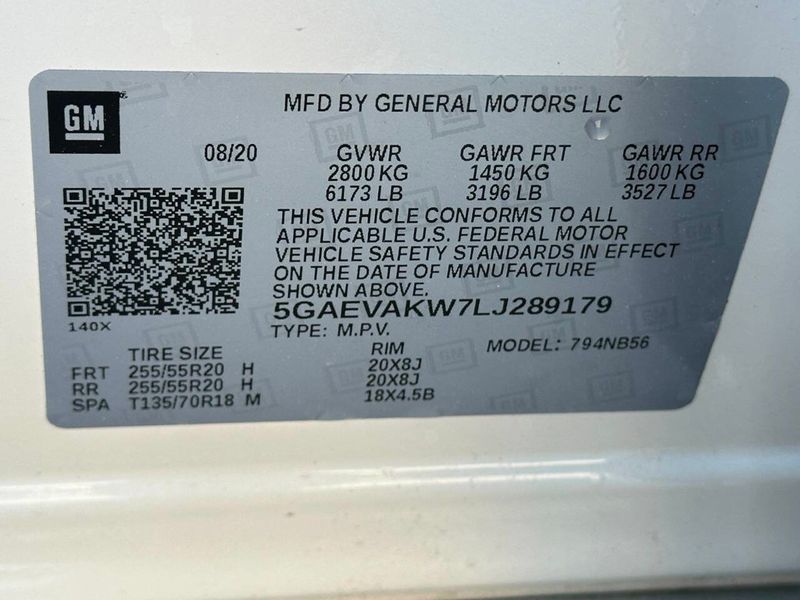 GM
MFD BY GENERAL MOTORS LLC
08/20 GVWR GAWR FRT GAWR RR
2800 KG 1450 KG 1600 KG
6173 LB 3196 LB 3527 LB
THIS VEHICLE CONFORMS TO ALL
APPLICABLE U.S. FEDERAL MOTOR
VEHICLE SAFETY STANDARDS IN EFFECT
ON THE DATE OF MANUFACTURE
SHOWN ABOVE.
5GAEVAKW7LJ289179
140X
TYPE: M.P.V. MODEL: 794NB56
TIRE SIZE RIM
FRT 255/55R20 H 20X8J
RR 255/55R20 H 20X8J
SPA T135/70R18 M 18X4.5B